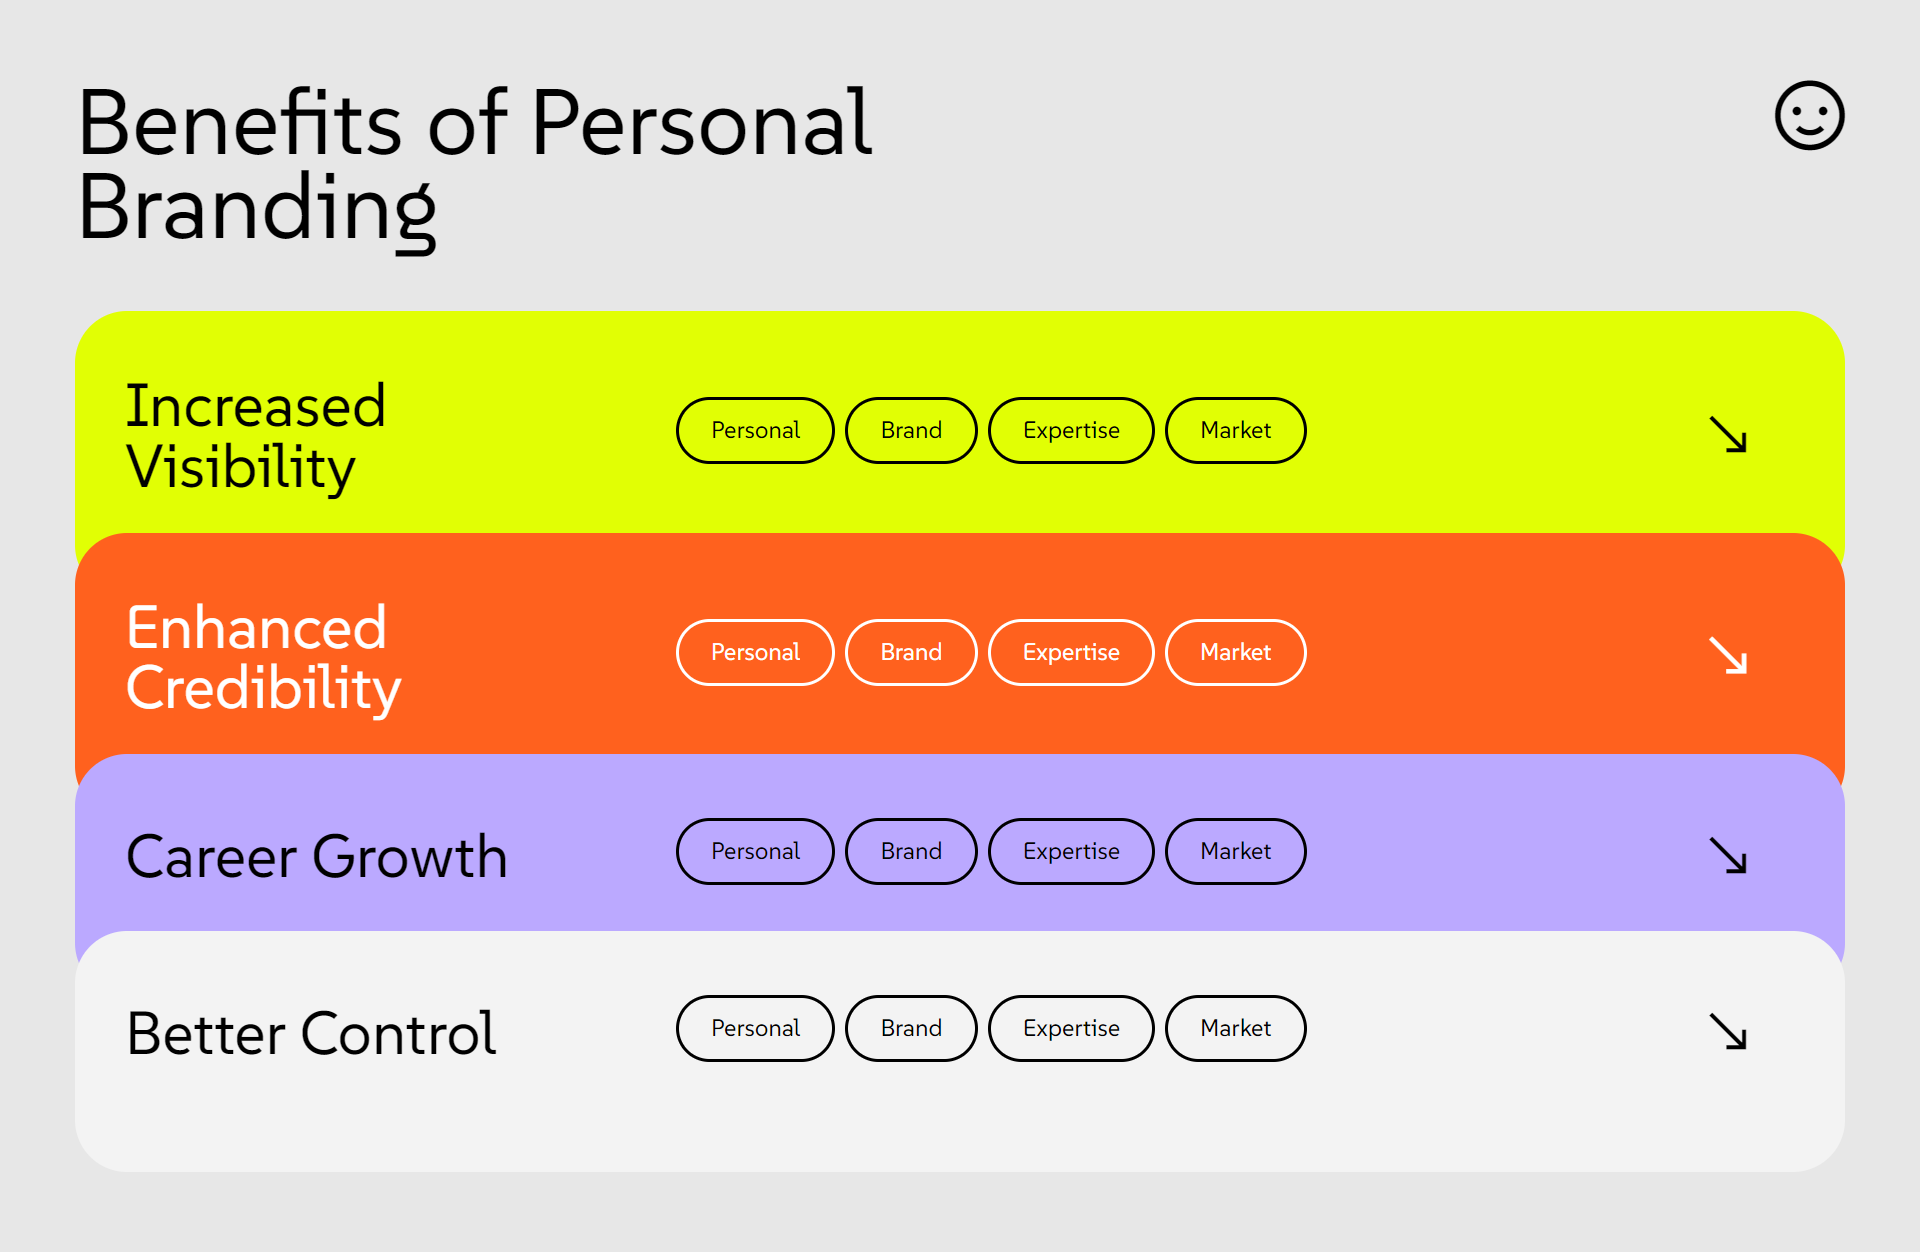 Benefits of Personal
Branding
Increased
Visibility
Personal Brand Expertise Market
Enhanced
Credibility
Personal Brand Expertise Market
Career Growth
Personal Brand Expertise Market
Better Control
Personal Brand Expertise Market